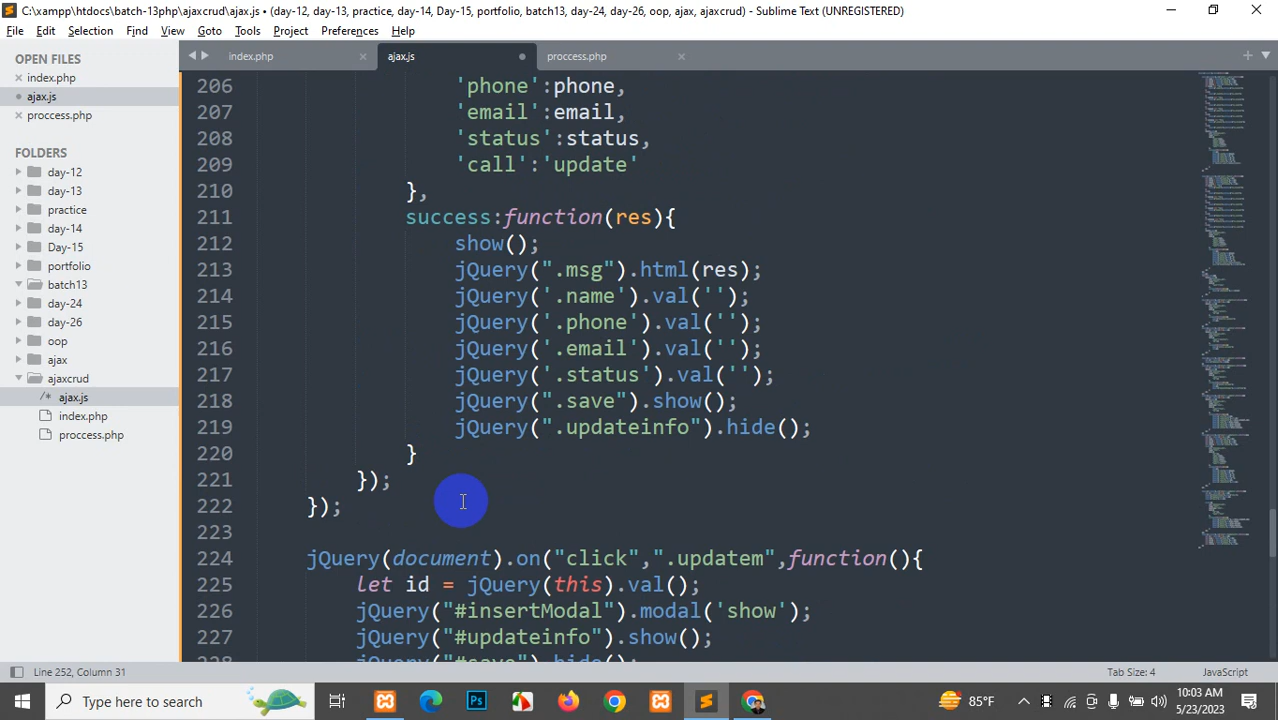 C:\xampp\htdocs\batch-13php\ajaxcrud\ajax.js • (day-12, day-13, practice, day-14, Day-15, portfolio, batch13, day-24, day-26, oop, ajax, ajaxcrud) - Sublime Text (UNREGISTERED)
File Edit Selection Find View Goto Tools Project Preferences Help
OPEN FILES
index.php
ajax.js
proccess.php
FOLDERS
day-12
day-13
practice
day-14
Day-15
portfolio
batch13
day-24
day-26
oop
ajax
ajaxcrud
/* ajax.js
index.php
proccess.php
index.php ajax.js proccess.php
206 'phone':phone,
207 'email':email,
208 'status':status,
209 'call':'update'
210 },
211 success:function(res){
212 show();
213 jQuery(".msg").html(res);
214 jQuery('.name').val('');
215 jQuery('.phone').val('');
216 jQuery('.email').val('');
217 jQuery('.status').val('');
218 jQuery(".save").show();
219 jQuery(".updateinfo").hide();
220 }
221 });
222 });
223
224 jQuery(document).on("click",".updatem",function(){
225 let id = jQuery(this).val();
226 jQuery("#insertModal").modal('show');
227 jQuery("#updateinfo").show();
228 jQuery("#save").hide();
Line 252, Column 31 Tab Size: 4 JavaScript
Type here to search
85°F
10:03 AM
5/23/2023